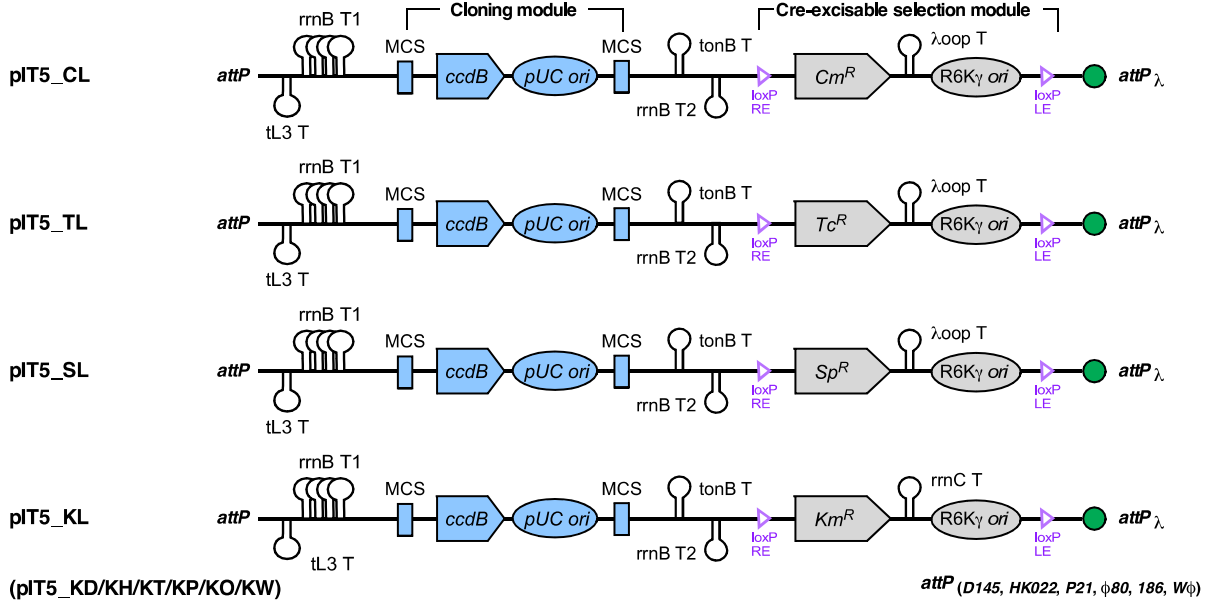 Cloning module Cre-excisable selection module
rrnB T1 MCS MCS tonB T λoop T
pIT5_CL attP ccdB pUC ori CmR R6Kγ ori attP λ
loxP loxP
RE LE
tL3 T rrnB T2
rrnB T1 MCS MCS tonB T λoop T
pIT5_TL attP ccdB pUC ori TcR R6Kγ ori attP λ
loxP loxP
RE LE
tL3 T rrnB T2
rrnB T1 MCS MCS tonB T λoop T
pIT5_SL attP ccdB pUC ori SpR R6Kγ ori attP λ
loxP loxP
RE LE
tL3 T rrnB T2
rrnB T1 MCS MCS tonB T rrnC T
pIT5_KL attP ccdB pUC ori KmR R6Kγ ori attP λ
loxP loxP
RE LE
tL3 T rrnB T2
(pIT5_KD/KH/KT/KP/KO/KW) attP (D145, HK022, P21, ϕ80, 186, Wϕ)